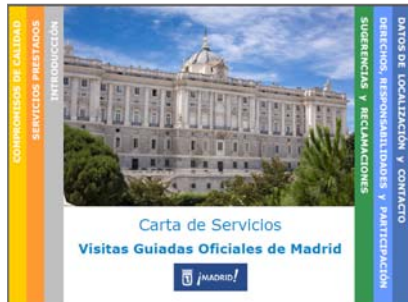 COMPROMISOS DE CALIDAD
SERVICIOS PRESTADOS
INTRODUCCIÓN
SUGERENCIAS y RECLAMACIONES
DERECHOS, RESPONSABILIDADES y PARTICIPACIÓN
DATOS DE LOCALIZACIÓN y CONTACTO
Carta de Servicios
Visitas Guiadas Oficiales de Madrid
¡MADRID!